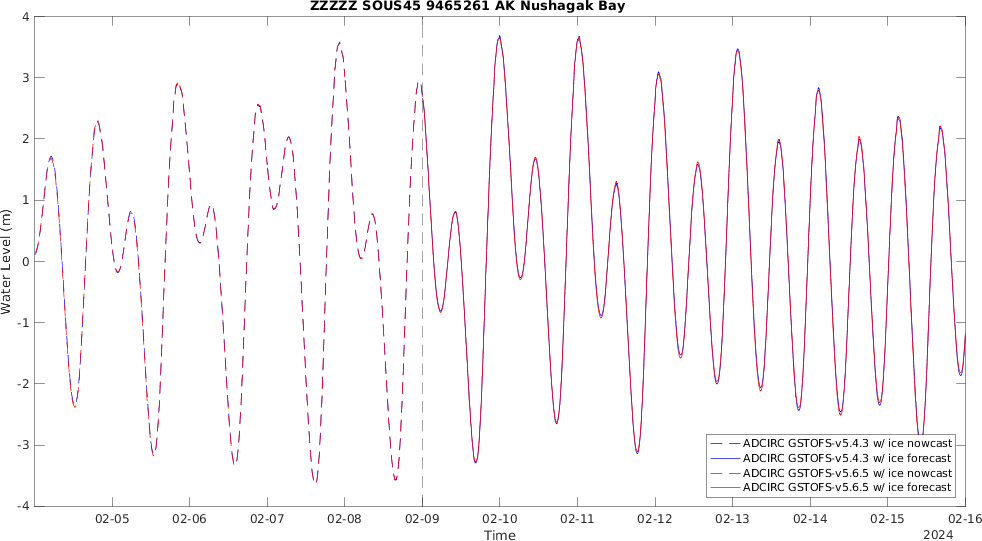 ZZZZZ SOUS45 9465261 AK Nushagak Bay
Water Level (m)
4
3
2
1
0
-1
-2
-3
-4
ADCIRC GSTOFS-v5.4.3 w/ ice nowcast
ADCIRC GSTOFS-v5.4.3 w/ ice forecast
ADCIRC GSTOFS-v5.6.5 w/ ice nowcast
ADCIRC GSTOFS-v5.6.5 w/ ice forecast
02-05 02-06 02-07 02-08 02-09 02-10 02-11 02-12 02-13 02-14 02-15 02-16
Time
2024